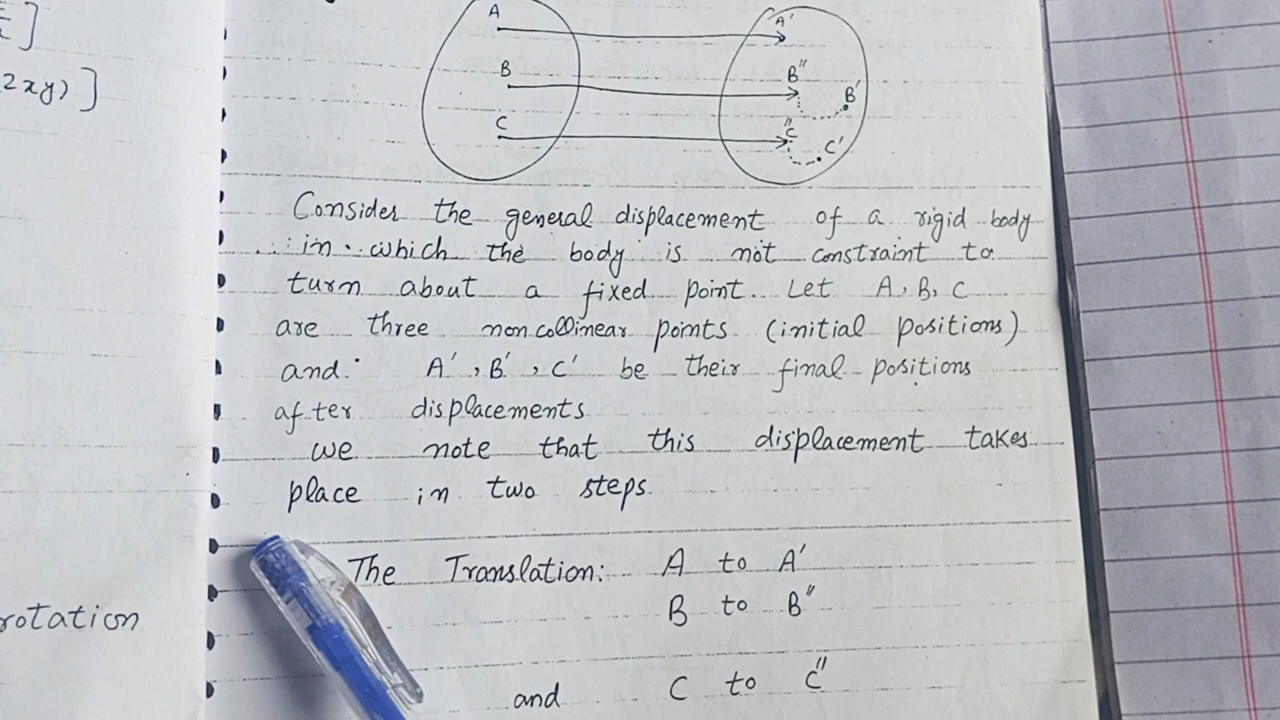 2xy) ]
A A'
B B'' B'
C C'' C'
Consider the general displacement of a rigid body
in which the body is not constraint to
turn about a fixed point. Let A, B, C
are three non collinear points (initial positions)
and A', B', C' be their final positions
after displacements
we note that this displacement takes
place in two steps.
The Translation: A to A'
B to B''
rotation
and C to C''